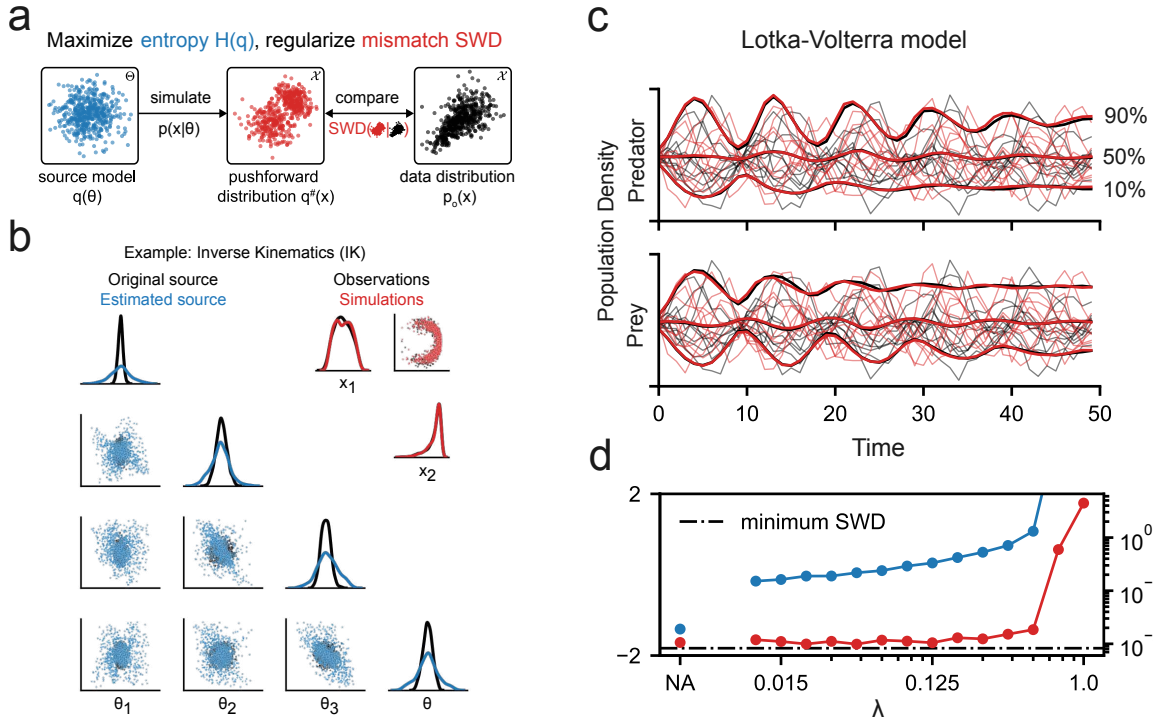 a
Maximize entropy H(q), regularize mismatch SWD
Θ
𝒳
𝒳
simulate
p(x|θ)
compare
SWD( | )
source model
q(θ)
pushforward
distribution q#(x)
data distribution
pₒ(x)
b
Example: Inverse Kinematics (IK)
Original source
Estimated source
Observations
Simulations
x₁
x₂
θ₁
θ₂
θ₃
θ
c
Lotka-Volterra model
Population Density
Predator
Prey
90%
50%
10%
0
10
20
30
40
50
Time
d
2
-2
minimum SWD
10⁰
10⁻
10⁻
NA
0.015
0.125
1.0
λ